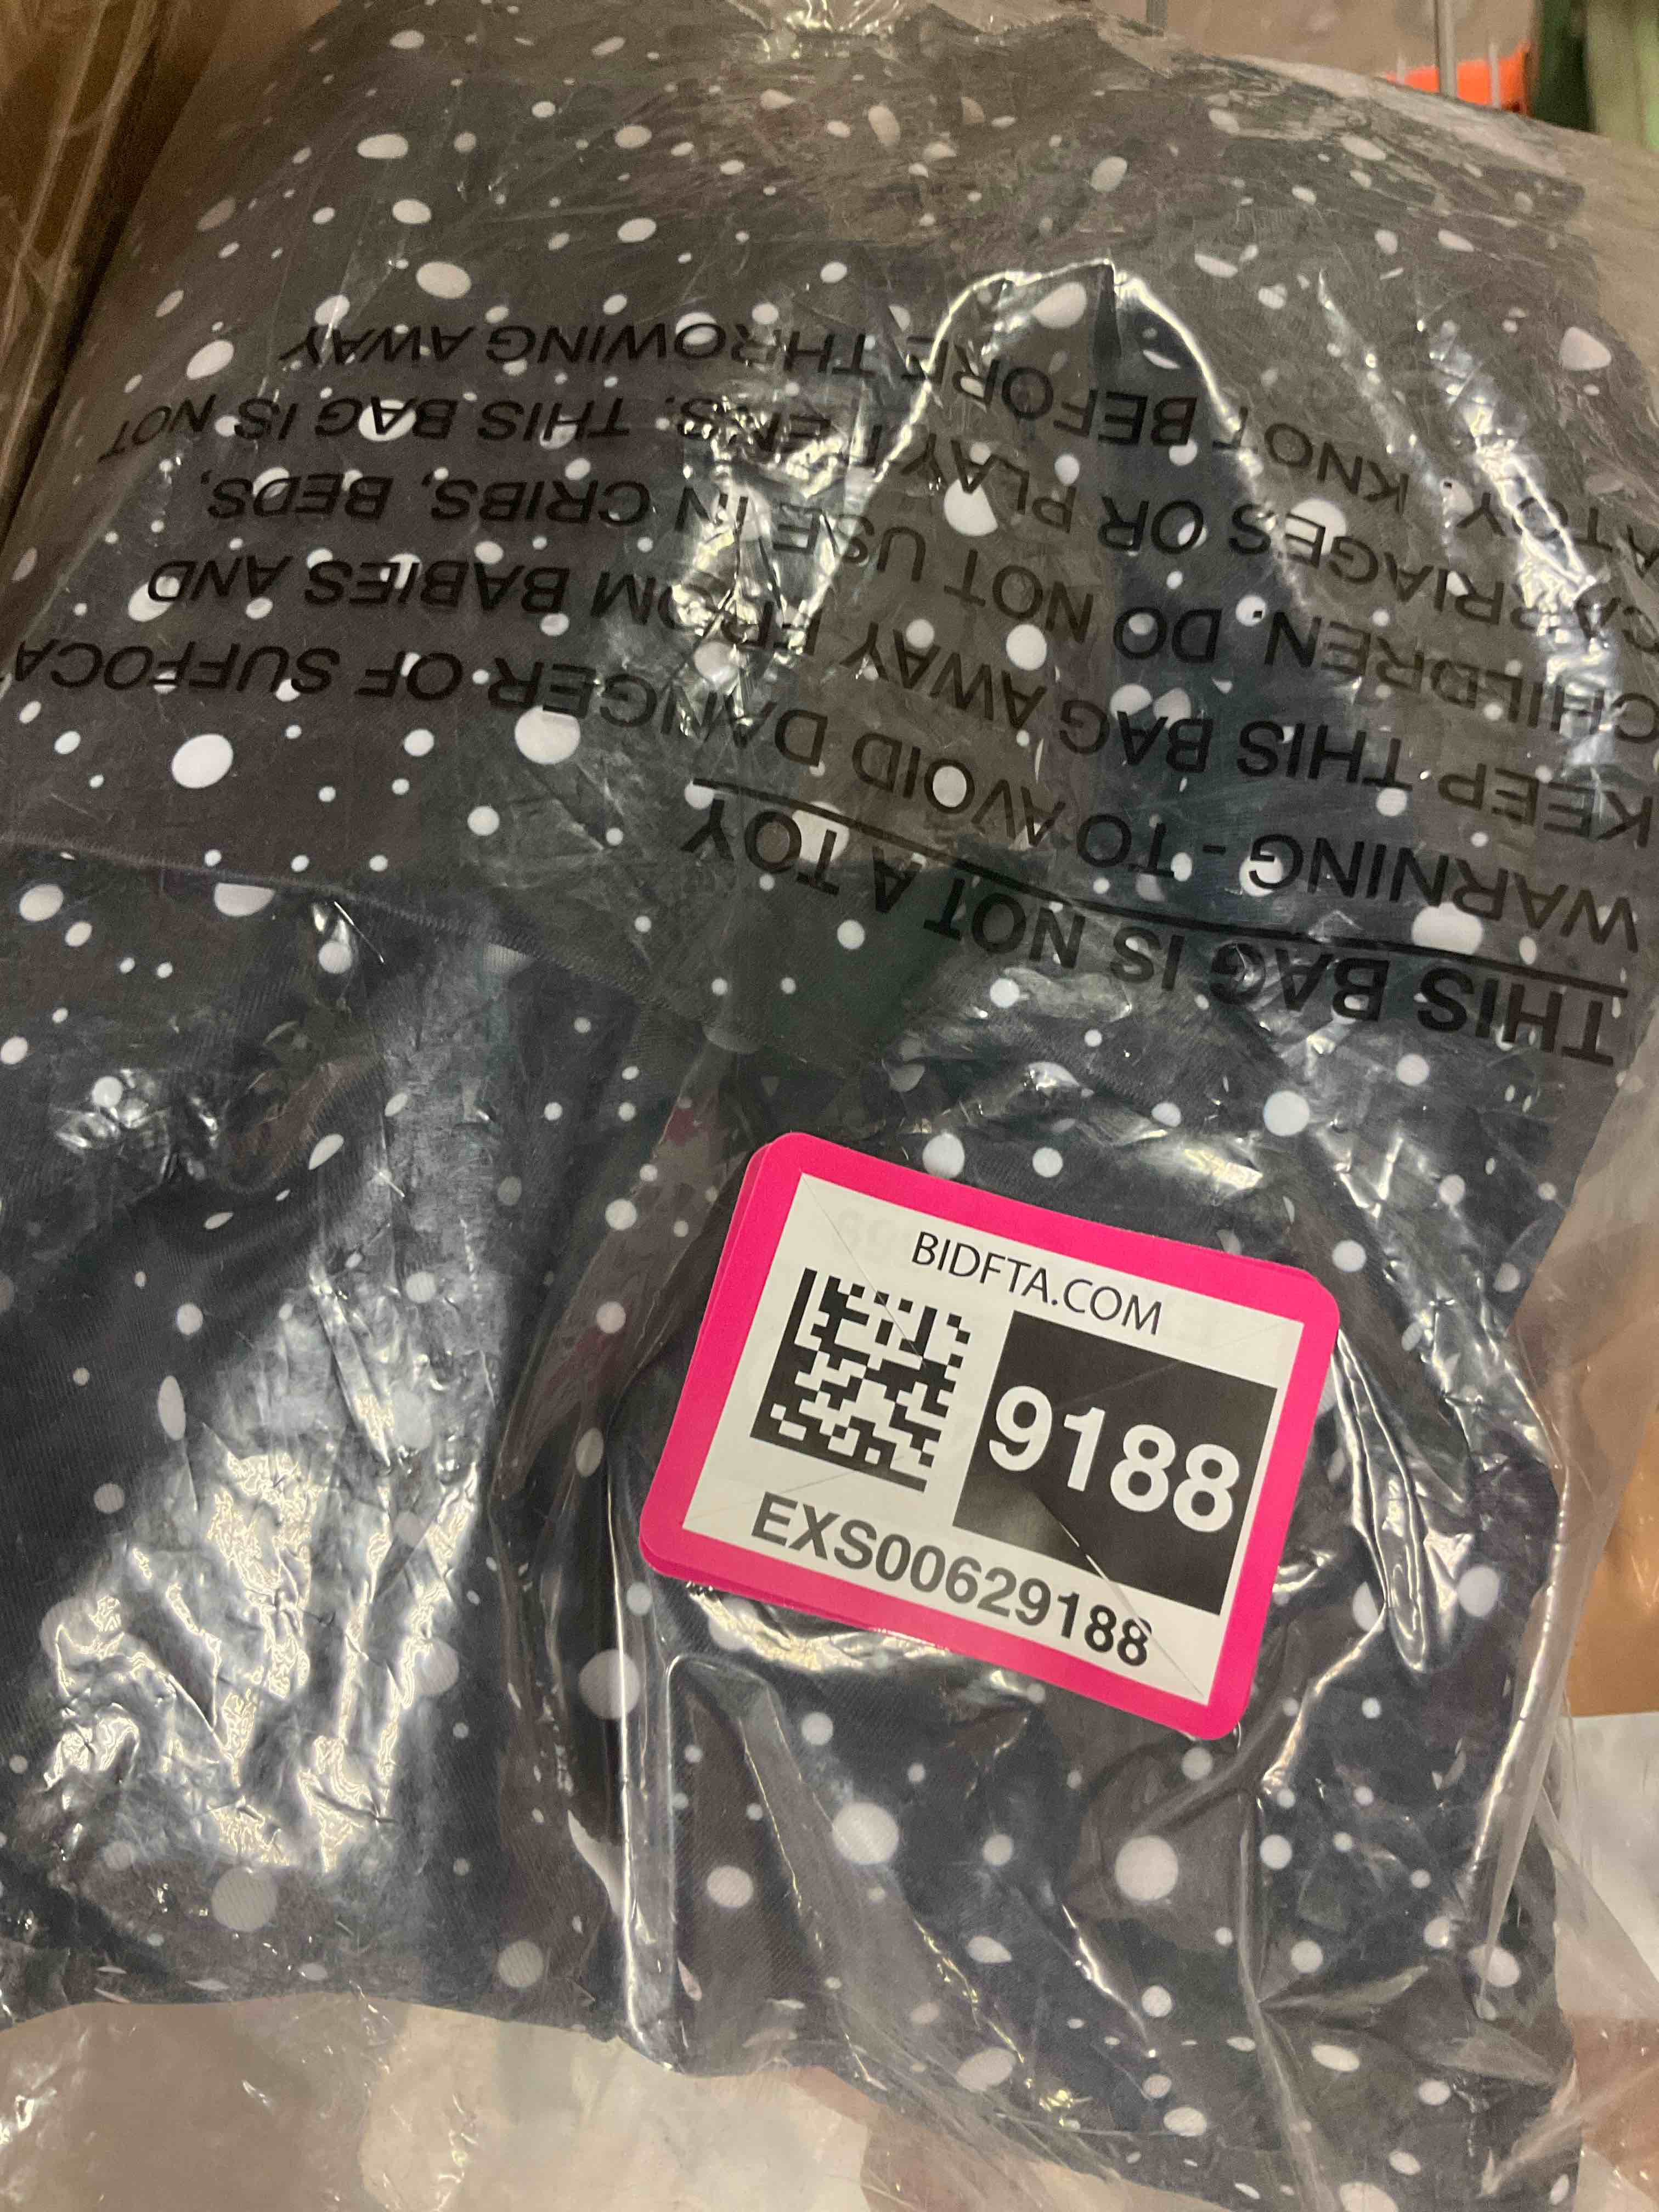 THIS BAG IS NOT A TOY
WARNING - TO AVOID DANGER OF SUFFOCA
KEEP THIS BAG AWAY FROM BABIES AND
CHILDREN. DO NOT USE IN CRIBS, BEDS,
CARRIAGES OR PLAY PENS. THIS BAG IS NOT
A TOY. KNOT BEFORE THROWING AWAY
BIDFTA.COM
9188
EXS00629188